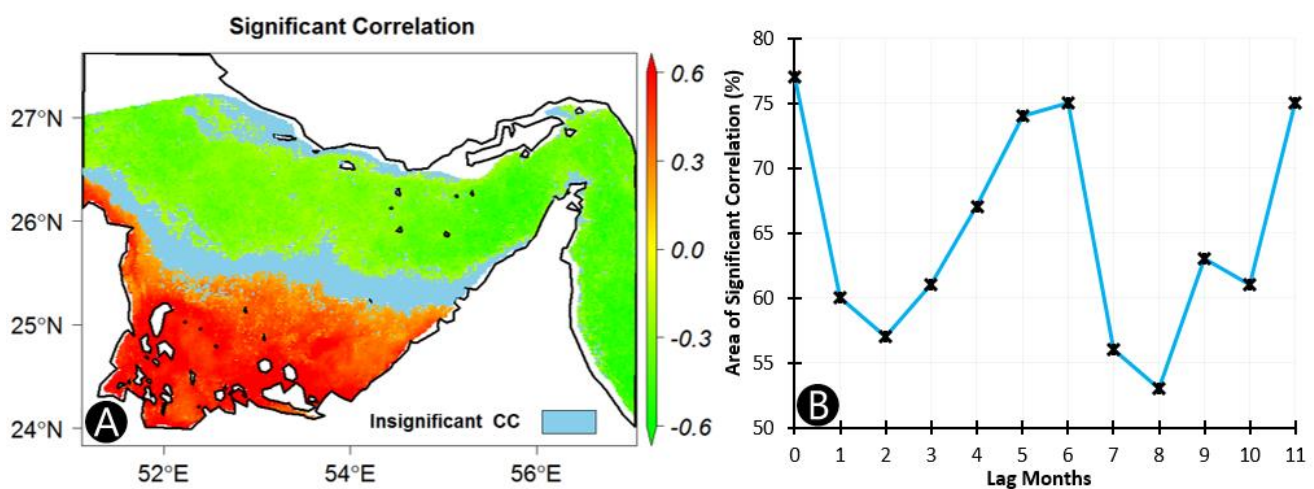 Significant Correlation
27°N
26°N
25°N
24°N
52°E
54°E
56°E
0.6
0.3
0.0
-0.3
-0.6
Insignificant CC
A
Area of Significant Correlation (%)
80
75
70
65
60
55
50
0 1 2 3 4 5 6 7 8 9 10 11
Lag Months
B